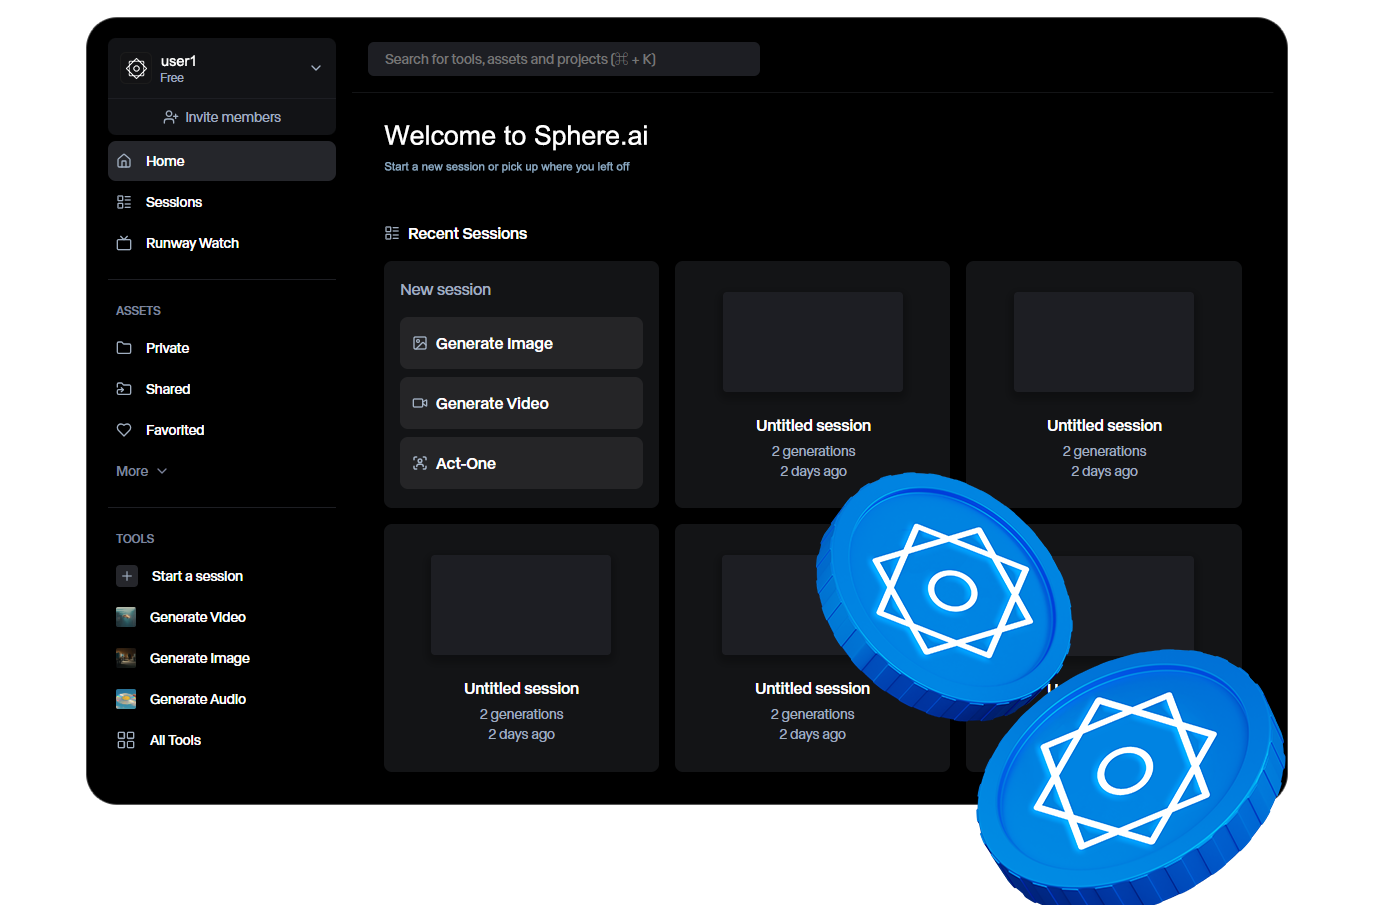 user1
Free
Invite members
Home
Sessions
Runway Watch
ASSETS
Private
Shared
Favorited
More
TOOLS
Start a session
Generate Video
Generate Image
Generate Audio
All Tools
Search for tools, assets and projects (⌘ + K)
Welcome to Sphere.ai
Start a new session or pick up where you left off
Recent Sessions
New session
Generate Image
Generate Video
Act-One
Untitled session
2 generations
2 days ago
Untitled session
2 generations
2 days ago
Untitled session
2 generations
2 days ago
Untitled session
2 generations
2 days ago